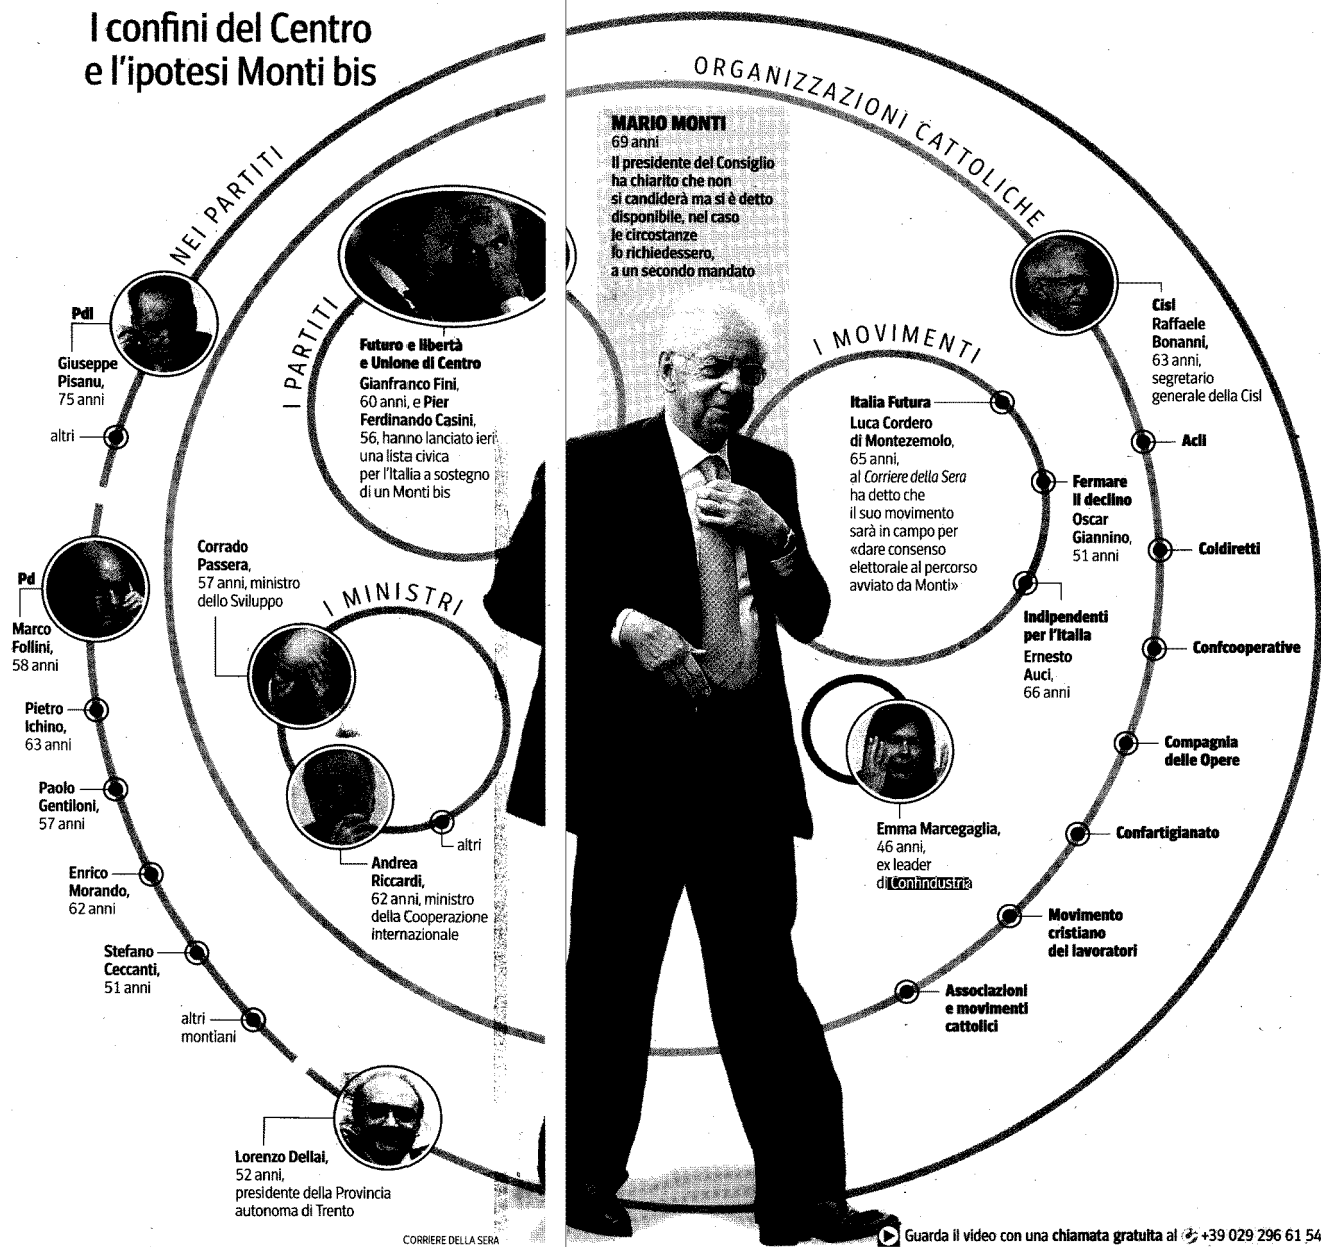 I confini del Centro
e l'ipotesi Monti bis
ORGANIZZAZIONI CATTOLICHE
NEI PARTITI
MARIO MONTI
69 anni
Il presidente del Consiglio
ha chiarito che non
si candiderà ma si è detto
disponibile, nel caso
le circostanze
lo richiedessero,
a un secondo mandato
Pdl
Giuseppe
Pisanu,
75 anni
altri
Pd
Marco
Follini,
58 anni
Pietro
Ichino,
63 anni
Paolo
Gentiloni,
57 anni
Enrico
Morando,
62 anni
Stefano
Ceccanti,
51 anni
altri
montiani
Lorenzo Dellai,
52 anni,
presidente della Provincia
autonoma di Trento
I PARTITI
Futuro e libertà
e Unione di Centro
Gianfranco Fini,
60 anni, e Pier
Ferdinando Casini,
56, hanno lanciato ieri
una lista civica
per l'Italia a sostegno
di un Monti bis
I MINISTRI
Corrado
Passera,
57 anni, ministro
dello Sviluppo
Andrea
Riccardi,
62 anni, ministro
della Cooperazione
internazionale
altri
I MOVIMENTI
Italia Futura
Luca Cordero
di Montezemolo,
65 anni,
al Corriere della Sera
ha detto che
il suo movimento
sarà in campo per
«dare consenso
elettorale al percorso
avviato da Monti»
Fermare
il declino
Oscar
Giannino,
51 anni
Indipendenti
per l'Italia
Ernesto
Auci,
66 anni
Emma Marcegaglia,
46 anni,
ex leader
di Confindustria
Cisl
Raffaele
Bonanni,
63 anni,
segretario
generale della Cisl
Acli
Coldiretti
Confcooperative
Compagnia
delle Opere
Confartigianato
Movimento
cristiano
dei lavoratori
Associazioni
e movimenti
cattolici
CORRIERE DELLA SERA
Guarda il video con una chiamata gratuita al +39 029 296 61 54